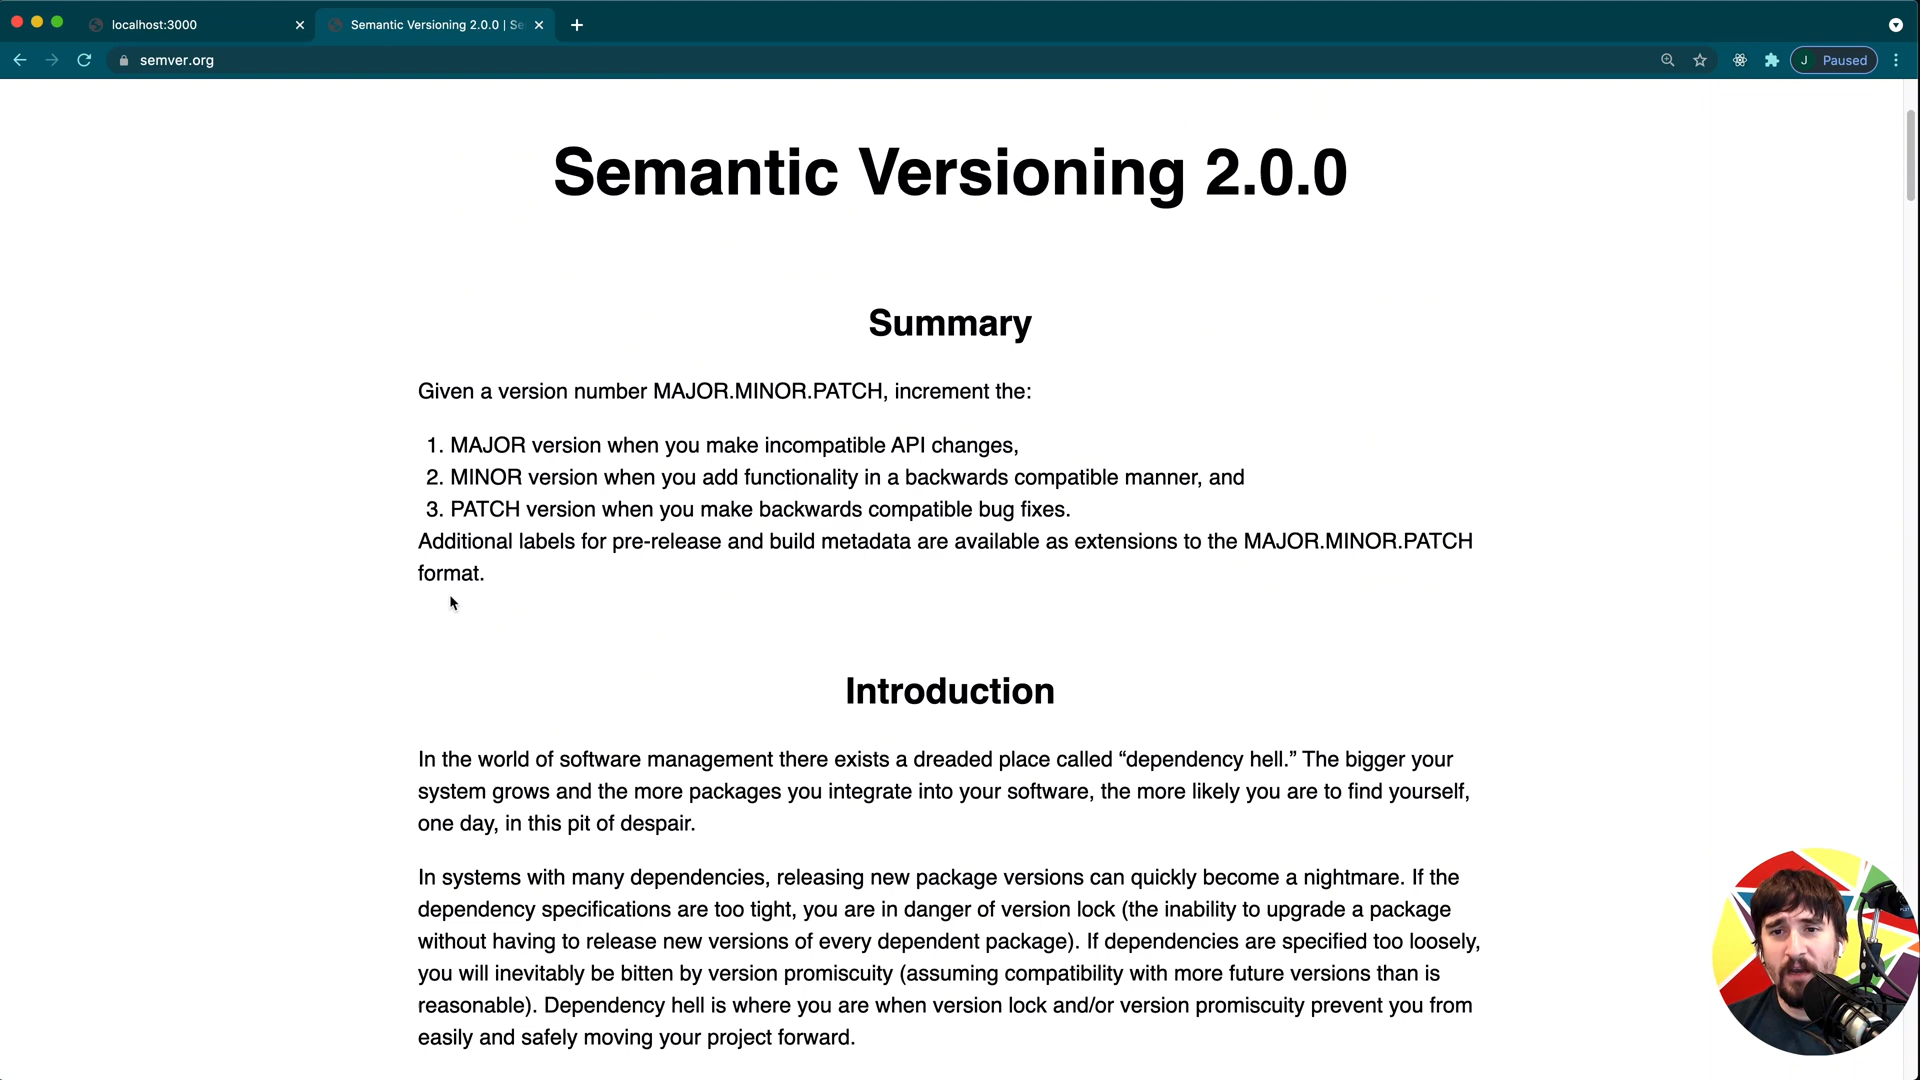 localhost:3000
Semantic Versioning 2.0.0 | Se
semver.org
J Paused
Semantic Versioning 2.0.0
Summary
Given a version number MAJOR.MINOR.PATCH, increment the:
1. MAJOR version when you make incompatible API changes,
2. MINOR version when you add functionality in a backwards compatible manner, and
3. PATCH version when you make backwards compatible bug fixes.
Additional labels for pre-release and build metadata are available as extensions to the MAJOR.MINOR.PATCH
format.
Introduction
In the world of software management there exists a dreaded place called “dependency hell.” The bigger your
system grows and the more packages you integrate into your software, the more likely you are to find yourself,
one day, in this pit of despair.
In systems with many dependencies, releasing new package versions can quickly become a nightmare. If the
dependency specifications are too tight, you are in danger of version lock (the inability to upgrade a package
without having to release new versions of every dependent package). If dependencies are specified too loosely,
you will inevitably be bitten by version promiscuity (assuming compatibility with more future versions than is
reasonable). Dependency hell is where you are when version lock and/or version promiscuity prevent you from
easily and safely moving your project forward.